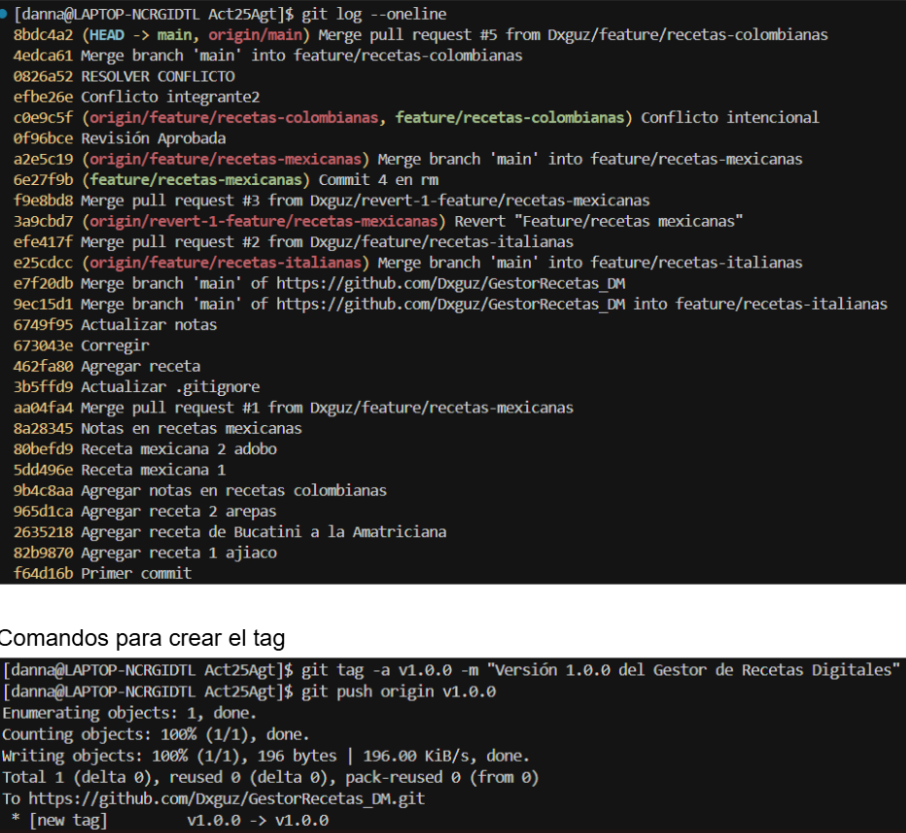 [danna@LAPTOP-NCRGIDTL Act25Agt]$ git log --oneline
8bdc4a2 (HEAD -> main, origin/main) Merge pull request #5 from Dxguz/feature/recetas-colombianas
4edca61 Merge branch 'main' into feature/recetas-colombianas
0826a52 RESOLVER CONFLICTO
efbe26e Conflicto integrante2
c0e9c5f (origin/feature/recetas-colombianas, feature/recetas-colombianas) Conflicto intencional
0f96bce Revisión Aprobada
a2e5c19 (origin/feature/recetas-mexicanas) Merge branch 'main' into feature/recetas-mexicanas
6e27f9b (feature/recetas-mexicanas) Commit 4 en rm
f9e8bd8 Merge pull request #3 from Dxguz/revert-1-feature/recetas-mexicanas
3a9cbd7 (origin/revert-1-feature/recetas-mexicanas) Revert "Feature/recetas mexicanas"
efe417f Merge pull request #2 from Dxguz/feature/recetas-italianas
e25cdcc (origin/feature/recetas-italianas) Merge branch 'main' into feature/recetas-italianas
e7f20db Merge branch 'main' of https://github.com/Dxguz/GestorRecetas_DM
9ec15d1 Merge branch 'main' of https://github.com/Dxguz/GestorRecetas_DM into feature/recetas-italianas
6749f95 Actualizar notas
673043e Corregir
462fa80 Agregar receta
3b5ffd9 Actualizar .gitignore
aa04fa4 Merge pull request #1 from Dxguz/feature/recetas-mexicanas
8a28345 Notas en recetas mexicanas
80befd9 Receta mexicana 2 adobo
5dd496e Receta mexicana 1
9b4c8aa Agregar notas en recetas colombianas
965d1ca Agregar receta 2 arepas
2635218 Agregar receta de Bucatini a la Amatriciana
82b9870 Agregar receta 1 ajiaco
f64d16b Primer commit
Comandos para crear el tag
[danna@LAPTOP-NCRGIDTL Act25Agt]$ git tag -a v1.0.0 -m "Versión 1.0.0 del Gestor de Recetas Digitales"
[danna@LAPTOP-NCRGIDTL Act25Agt]$ git push origin v1.0.0
Enumerating objects: 1, done.
Counting objects: 100% (1/1), done.
Writing objects: 100% (1/1), 196 bytes | 196.00 KiB/s, done.
Total 1 (delta 0), reused 0 (delta 0), pack-reused 0 (from 0)
To https://github.com/Dxguz/GestorRecetas_DM.git
* [new tag] v1.0.0 -> v1.0.0